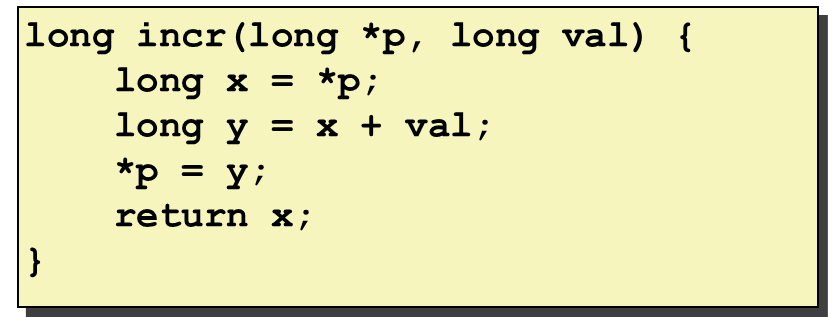 long incr(long *p, long val) {
    long x = *p;
    long y = x + val;
    *p = y;
    return x;
}